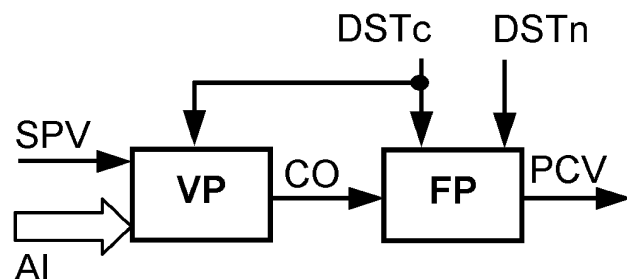 DSTc
DSTn
SPV
VP
CO
FP
PCV
AI